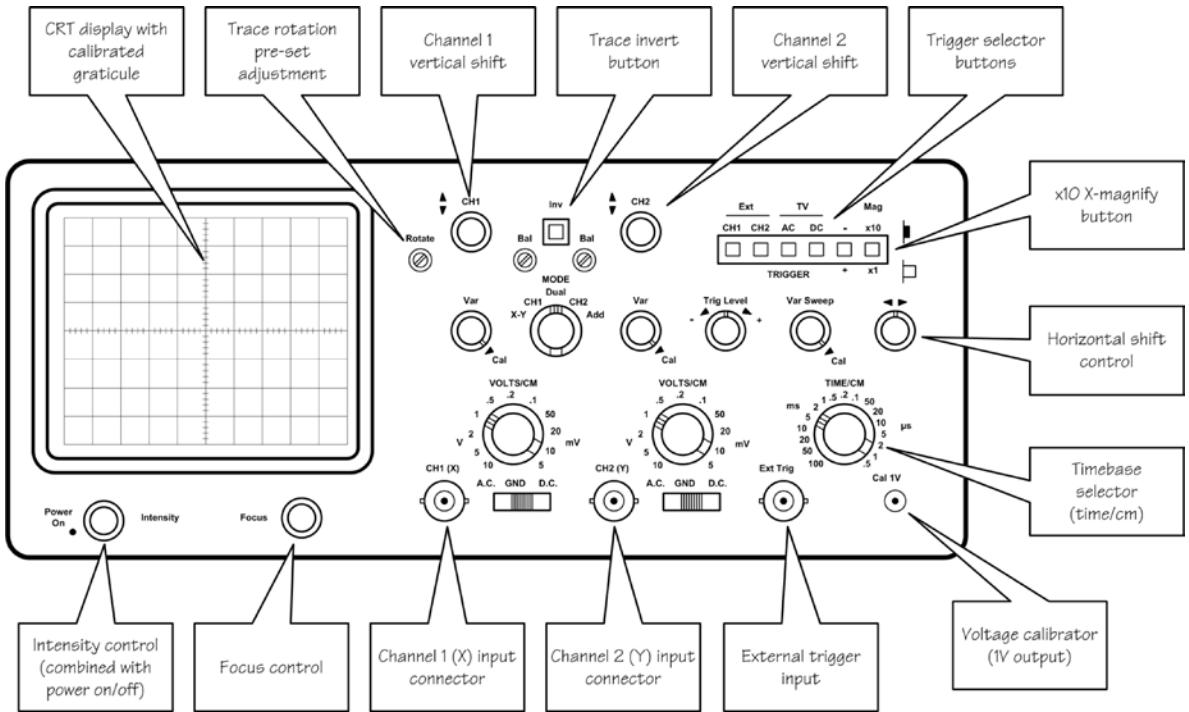 CRT display with
calibrated
graticule
Trace rotation
pre-set
adjustment
Channel 1
vertical shift
Trace invert
button
Channel 2
vertical shift
Trigger selector
buttons
x10 X-magnify
button
Horizontal shift
control
Timebase
selector
(time/cm)
Rotate
CH1
Inv
CH2
Bal
Bal
Ext
TV
Mag
CH1
CH2
AC
DC
-
x10
TRIGGER
+
x1
MODE
Dual
CH1
CH2
X-Y
Add
Var
Cal
Var
Cal
Trig Level
-
+
Var Sweep
Cal
VOLTS/CM
.5
.2
.1
1
50
2
20
V
mV
5
10
10
5
VOLTS/CM
.5
.2
.1
1
50
2
20
V
mV
5
10
10
5
TIME/CM
ms
1
.5
.2
.1
50
2
20
5
10
10
5
µs
20
2
50
1
100
.5
CH1 (X)
A.C.
GND
D.C.
CH2 (Y)
A.C.
GND
D.C.
Ext Trig
Cal 1V
Power
On
Intensity
Focus
Intensity control
(combined with
power on/off)
Focus control
Channel 1 (X) input
connector
Channel 2 (Y) input
connector
External trigger
input
Voltage calibrator
(1V output)